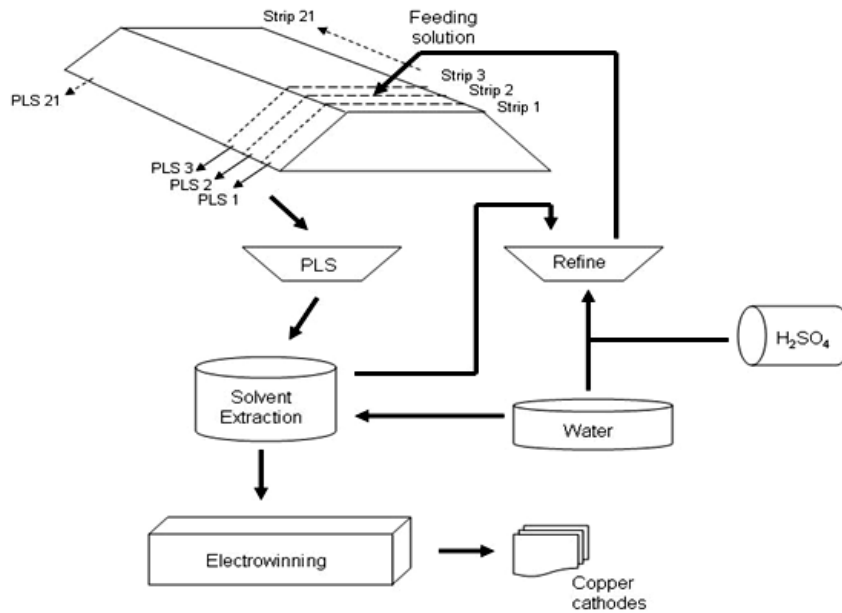 Strip 21
Feeding
solution
Strip 3
Strip 2
Strip 1
PLS 21
PLS 3
PLS 2
PLS 1
PLS
Refine
H₂SO₄
Solvent
Extraction
Water
Electrowinning
Copper
cathodes